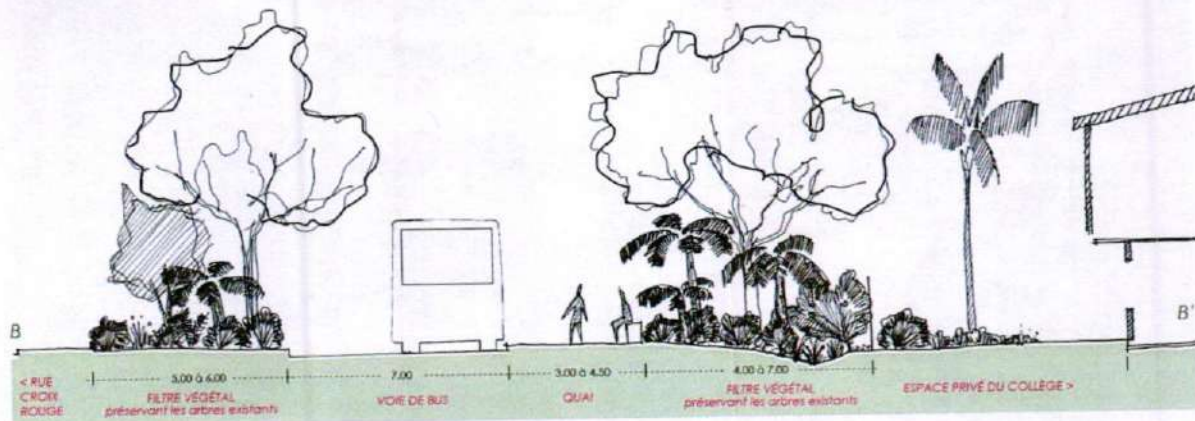 B
B'
5.00 à 6.00
7.00
3.00 à 4.50
4.00 à 7.00
< RUE
CROIX
ROUGE
FILTRE VÉGÉTAL
préservant les arbres existants
VOIE DE BUS
QUAI
FILTRE VÉGÉTAL
préservant les arbres existants
ESPACE PRIVÉ DU COLLÈGE >